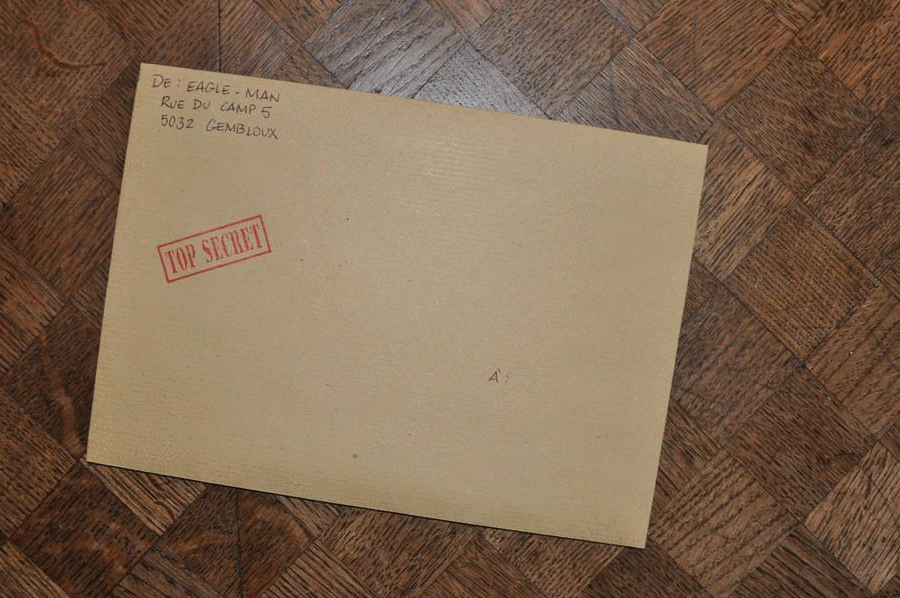 DE: EAGLE-MAN
RUE DU CAMP 5
5032 GEMBLOUX
TOP SECRET
À: